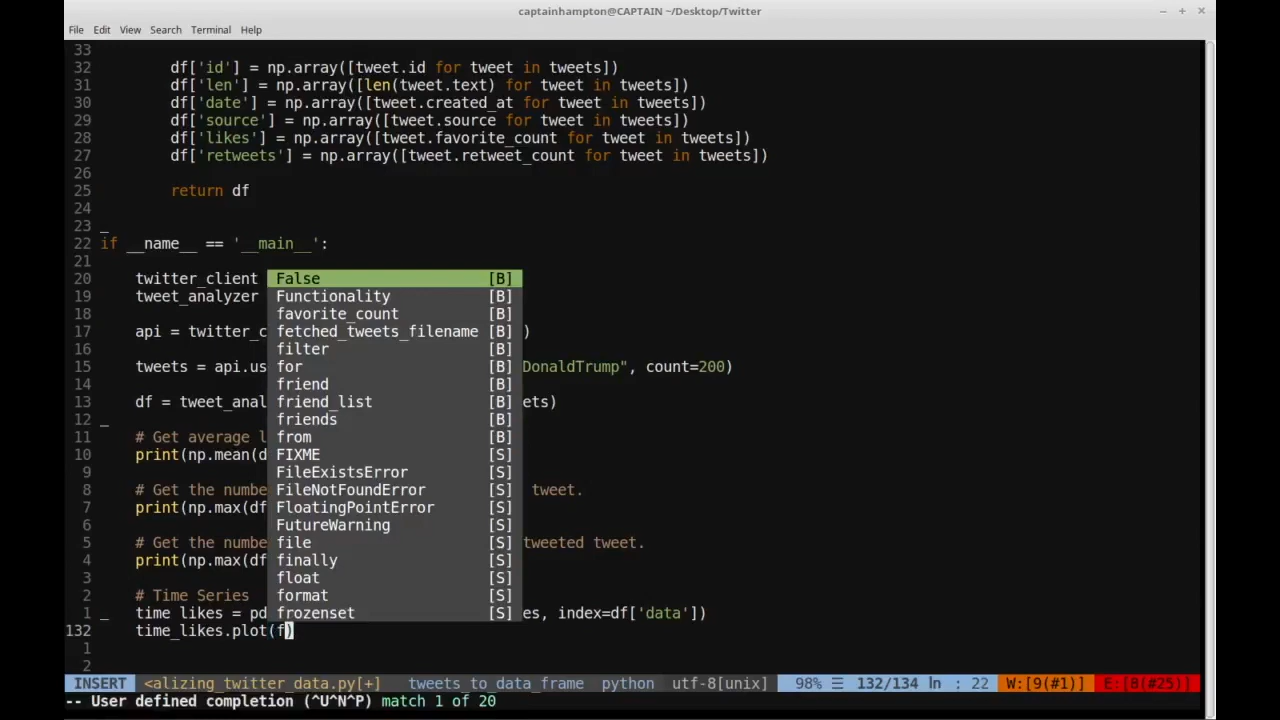 captainhampton@CAPTAIN ~/Desktop/Twitter
File Edit View Search Terminal Help
33
32 df['id'] = np.array([tweet.id for tweet in tweets])
31 df['len'] = np.array([len(tweet.text) for tweet in tweets])
30 df['date'] = np.array([tweet.created_at for tweet in tweets])
29 df['source'] = np.array([tweet.source for tweet in tweets])
28 df['likes'] = np.array([tweet.favorite_count for tweet in tweets])
27 df['retweets'] = np.array([tweet.retweet_count for tweet in tweets])
26
25 return df
24
23 _
22 if __name__ == '__main__':
21
20 twitter_client False [B]
19 tweet_analyzer Functionality [B]
18 favorite_count [B]
17 api = twitter_c fetched_tweets_filename [B] )
16 filter [B]
15 tweets = api.us for [B] DonaldTrump", count=200)
14 friend [B]
13 df = tweet_anal friend_list [B] ets)
12 _ friends [B]
11 # Get average l from [B]
10 print(np.mean(d FIXME [S]
9 FileExistsError [S]
8 # Get the numbe FileNotFoundError [S] tweet.
7 print(np.max(df FloatingPointError [S]
6 FutureWarning [S]
5 # Get the numbe file [S] tweeted tweet.
4 print(np.max(df finally [S]
3 float [S]
2 # Time Series format [S]
1 _ time likes = pd frozenset [S] es, index=df['data'])
132 time_likes.plot(f)
1
2
INSERT <alizing_twitter_data.py[+] tweets_to_data_frame python utf-8[unix] 98% ☰ 132/134 ln : 22 W:[9(#1)] E:[8(#25)]
-- User defined completion (^U^N^P) match 1 of 20